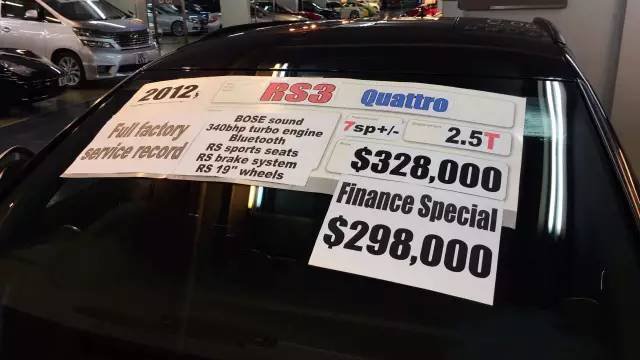 2012
RS3 Quattro
Full factory
service record
BOSE sound
340bhp turbo engine
Bluetooth
RS sports seats
RS brake system
RS 19" wheels
7sp+/-
2.5T
$328,000
Finance Special
$298,000